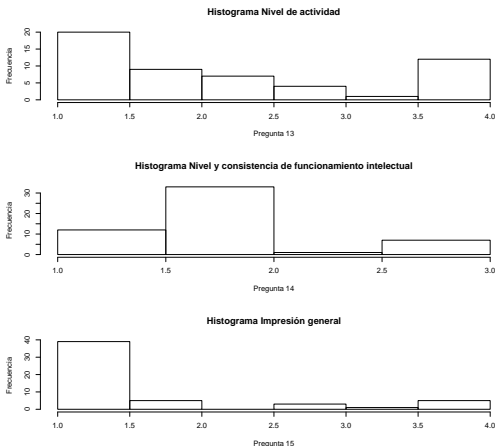 Histograma Nivel de actividad
Frecuencia
0 5 10 15 20
1.0 1.5 2.0 2.5 3.0 3.5 4.0
Pregunta 13
Histograma Nivel y consistencia de funcionamiento intelectual
Frecuencia
0 10 20 30
1.0 1.5 2.0 2.5 3.0
Pregunta 14
Histograma Impresión general
Frecuencia
0 10 20 30 40
1.0 1.5 2.0 2.5 3.0 3.5 4.0
Pregunta 15